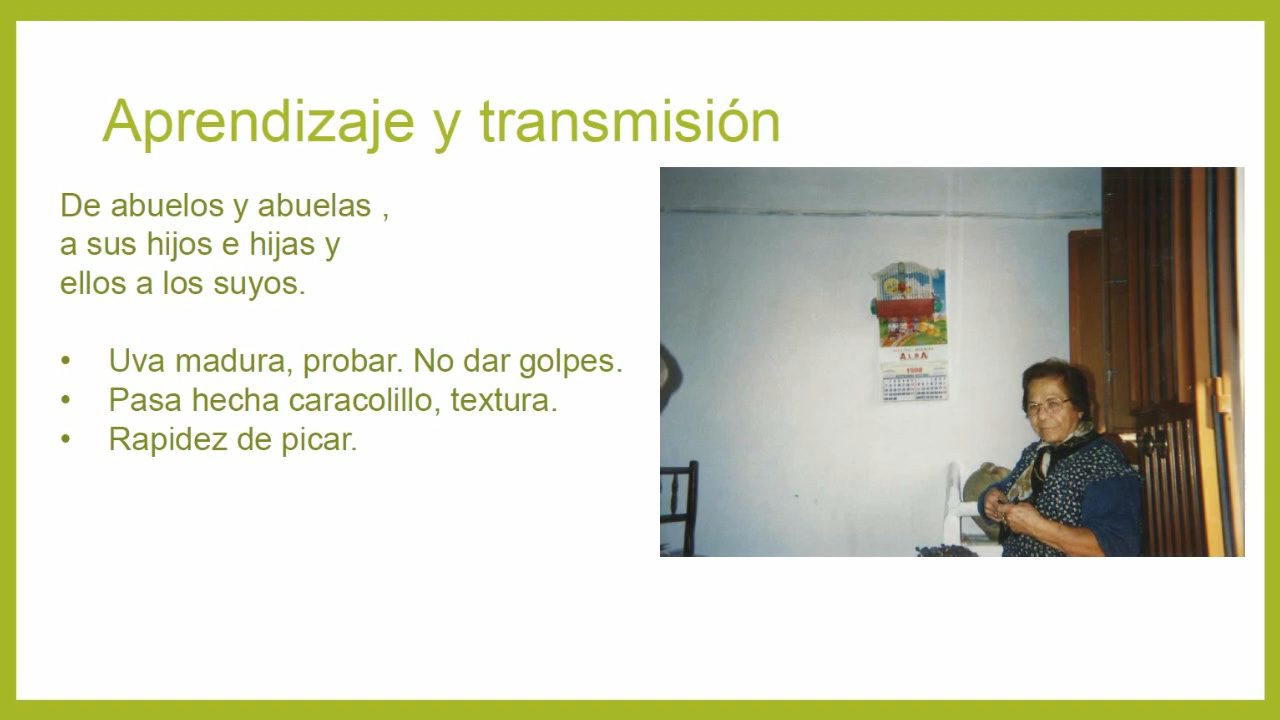 Aprendizaje y transmisión
De abuelos y abuelas ,
a sus hijos e hijas y
ellos a los suyos.
• Uva madura, probar. No dar golpes.
• Pasa hecha caracolillo, textura.
• Rapidez de picar.
ALBA
1998